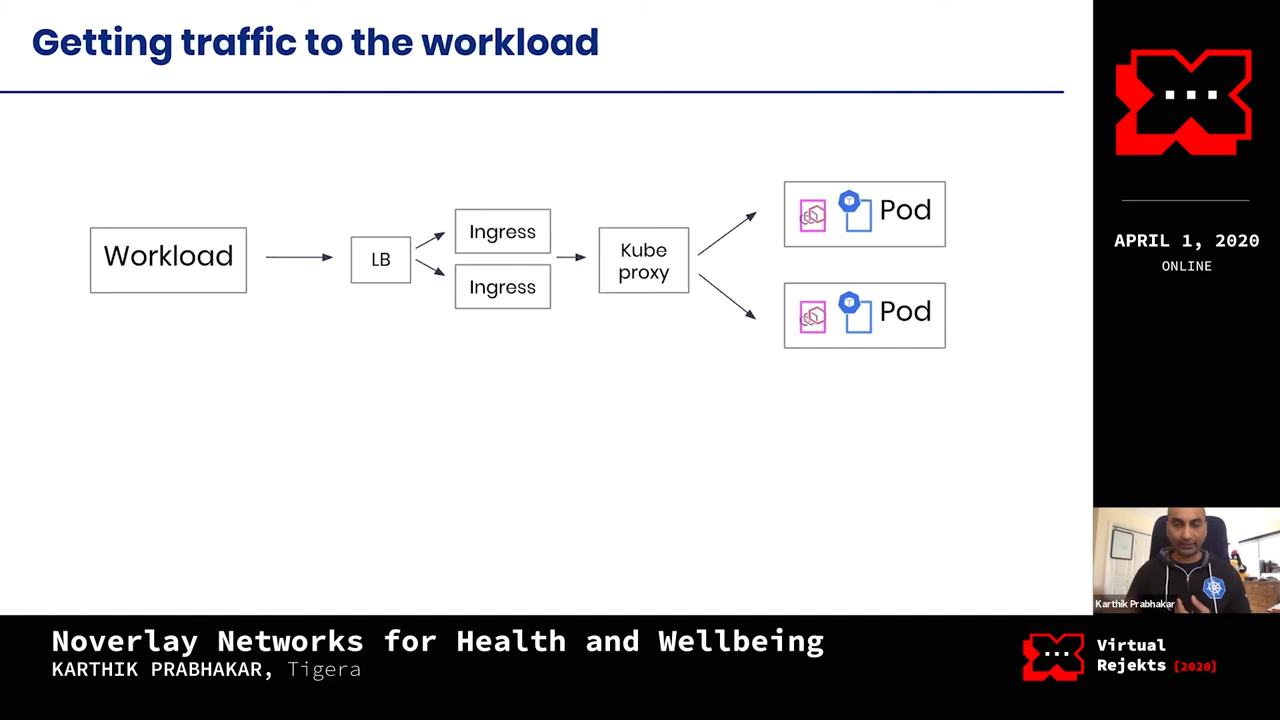 Getting traffic to the workload
Workload
LB
Ingress
Ingress
Kube
proxy
Pod
Pod
APRIL 1, 2020
ONLINE
Karthik Prabhakar
Noverlay Networks for Health and Wellbeing
KARTHIK PRABHAKAR, Tigera
Virtual
Rejekts [2020]